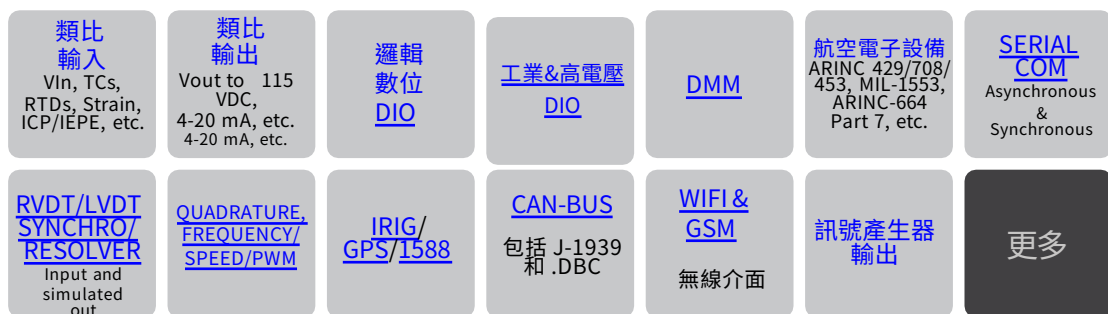 類比
輸入
VIn, TCs,
RTDs, Strain,
ICP/IEPE, etc.
類比
輸出
Vout to 115
VDC,
4-20 mA, etc.
4-20 mA, etc.
邏輯
數位
DIO
工業&高電壓
DIO
DMM
航空電子設備
ARINC 429/708/
453, MIL-1553,
ARINC-664
Part 7, etc.
SERIAL
COM
Asynchronous
&
Synchronous
RVDT/LVDT
SYNCHRO/
RESOLVER
Input and
simulated
out
QUADRATURE,
FREQUENCY/
SPEED/PWM
IRIG/
GPS/1588
CAN-BUS
包括 J-1939
和 .DBC
WIFI &
GSM
無線介面
訊號產生器
輸出
更多